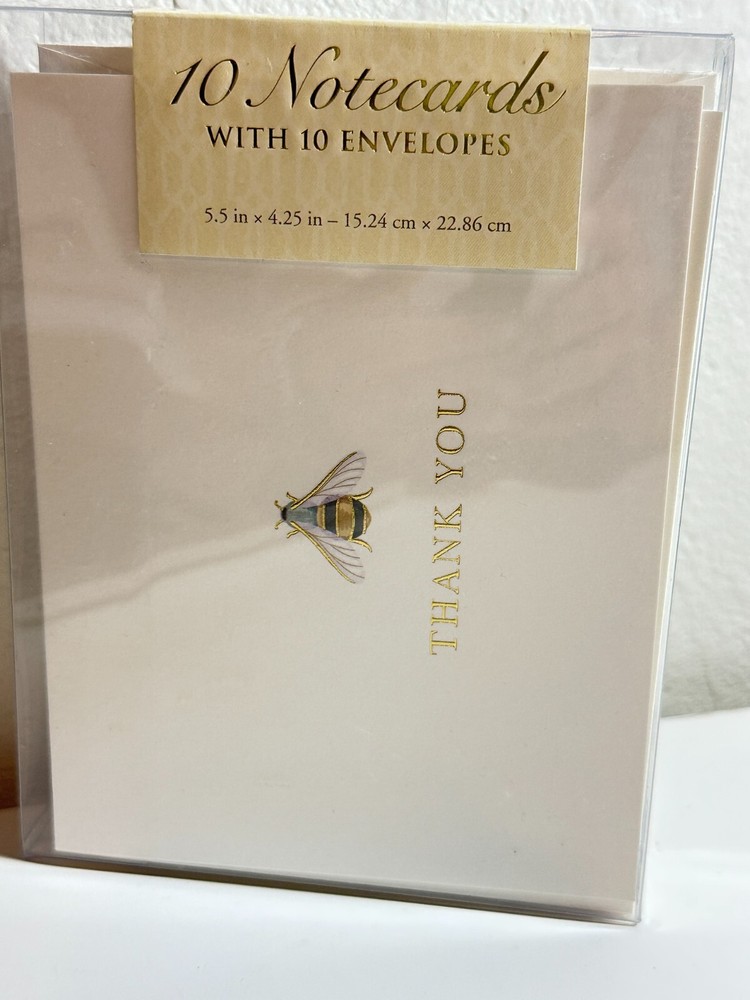 10 Notecards
WITH 10 ENVELOPES
5.5 in × 4.25 in – 15.24 cm × 22.86 cm
THANK YOU